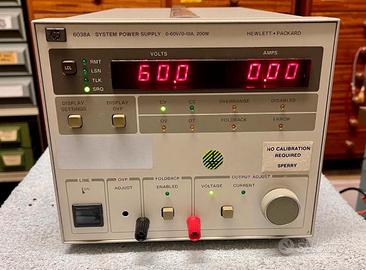 hp 6038A SYSTEM POWER SUPPLY 0-60V/0-10A, 200W HEWLETT • PACKARD
VOLTS AMPS
LCL
RMT
LSN
TLK
SRQ
60.0 0.00
DISPLAY SETTINGS
DISPLAY OVP
CV CC OVERRANGE DISABLED
OV OT FOLDBACK ERROR
NO CALIBRATION
REQUIRED
SPERRY
LINE OVP FOLDBACK OUTPUT ADJUST
ADJUST ENABLED VOLTAGE CURRENT